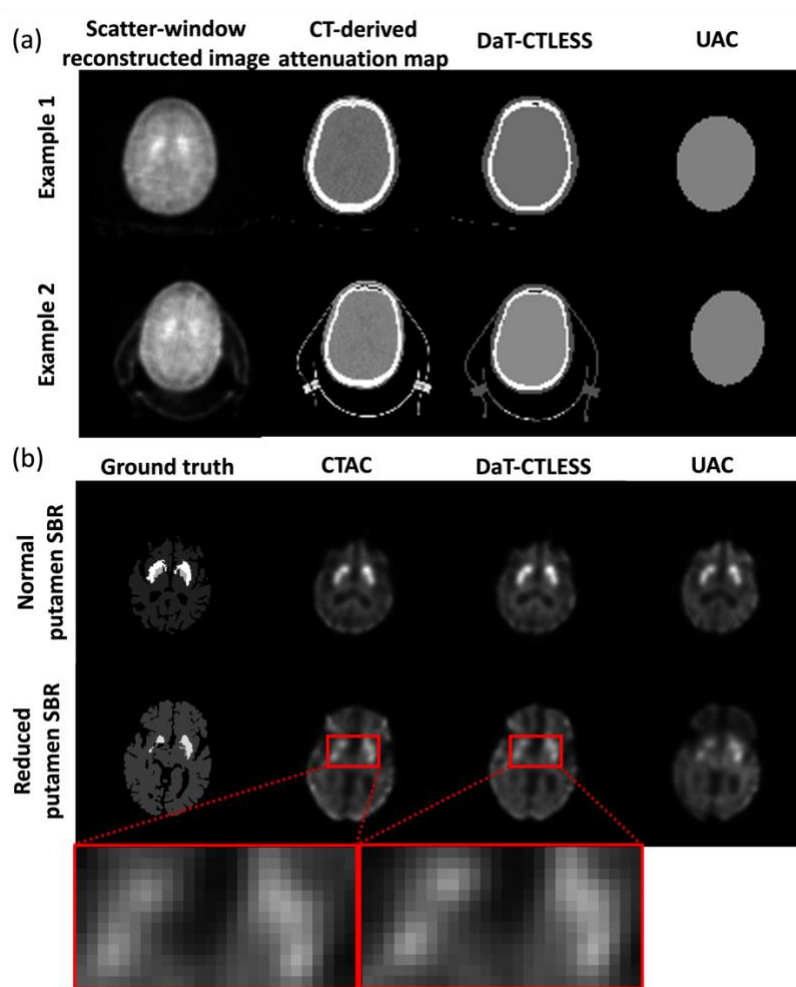 (a)
Scatter-window reconstructed image
CT-derived attenuation map
DaT-CTLESS
UAC
Example 1
Example 2
(b)
Ground truth
CTAC
DaT-CTLESS
UAC
Normal
putamen SBR
Reduced
putamen SBR